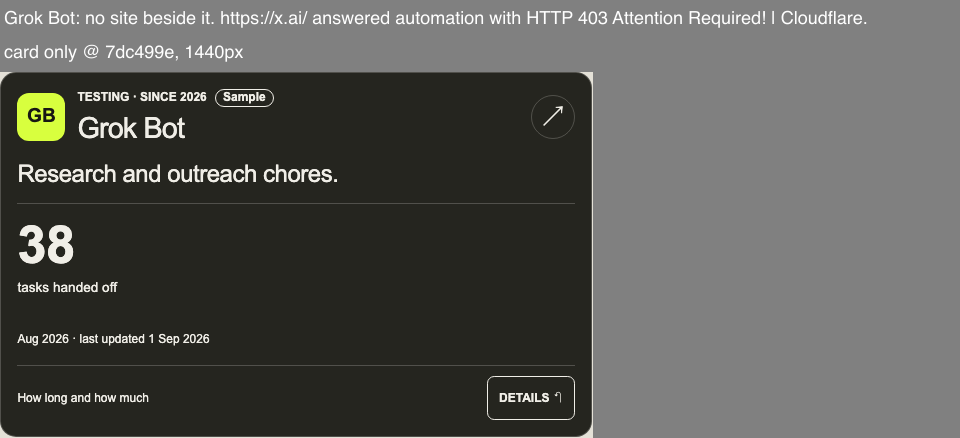 Grok Bot: no site beside it. https://x.ai/ answered automation with HTTP 403 Attention Required! | Cloudflare.
card only @ 7dc499e, 1440px
GB
TESTING · SINCE 2026 Sample
Grok Bot
Research and outreach chores.
38
tasks handed off
Aug 2026 · last updated 1 Sep 2026
How long and how much
DETAILS